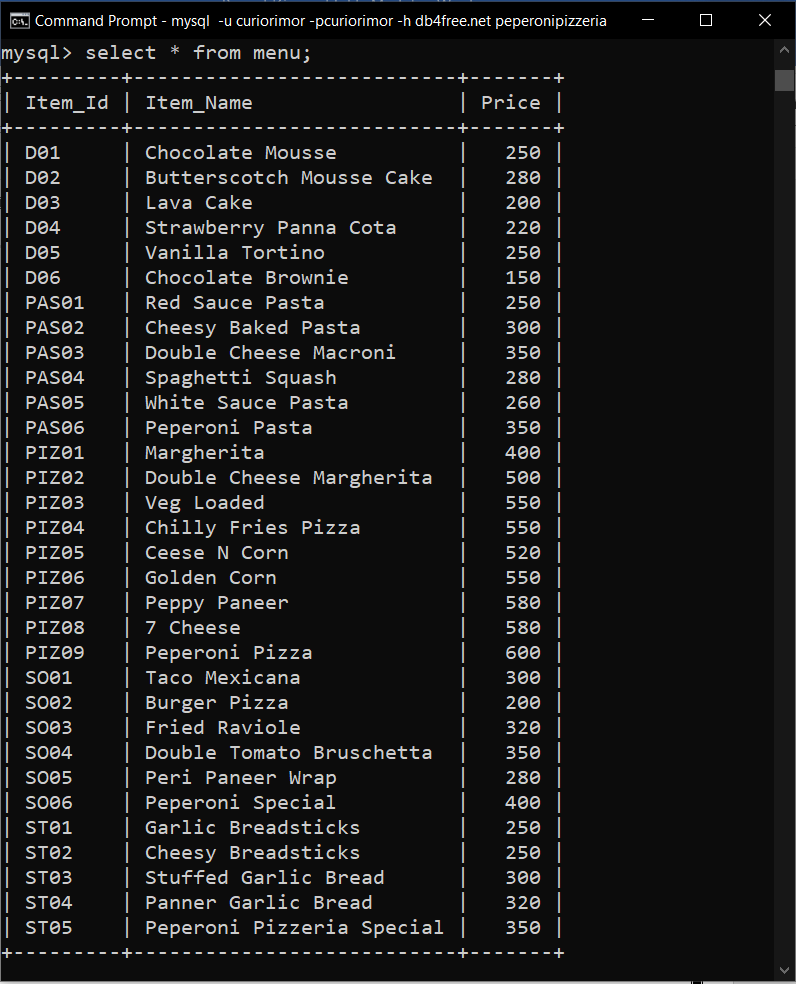 Command Prompt - mysql -u curiorimor -pcuriorimor -h db4free.net peperonipizzeria
mysql> select * from menu;
+---------+---------------------------+-------+
| Item_Id | Item_Name                 | Price |
+---------+---------------------------+-------+
| D01     | Chocolate Mousse          |   250 |
| D02     | Butterscotch Mousse Cake  |   280 |
| D03     | Lava Cake                 |   200 |
| D04     | Strawberry Panna Cota     |   220 |
| D05     | Vanilla Tortino           |   250 |
| D06     | Chocolate Brownie         |   150 |
| PAS01   | Red Sauce Pasta           |   250 |
| PAS02   | Cheesy Baked Pasta        |   300 |
| PAS03   | Double Cheese Macroni     |   350 |
| PAS04   | Spaghetti Squash          |   280 |
| PAS05   | White Sauce Pasta         |   260 |
| PAS06   | Peperoni Pasta            |   350 |
| PIZ01   | Margherita                |   400 |
| PIZ02   | Double Cheese Margherita  |   500 |
| PIZ03   | Veg Loaded                |   550 |
| PIZ04   | Chilly Fries Pizza        |   550 |
| PIZ05   | Ceese N Corn              |   520 |
| PIZ06   | Golden Corn               |   550 |
| PIZ07   | Peppy Paneer              |   580 |
| PIZ08   | 7 Cheese                  |   580 |
| PIZ09   | Peperoni Pizza            |   600 |
| SO01    | Taco Mexicana             |   300 |
| SO02    | Burger Pizza              |   200 |
| SO03    | Fried Raviole             |   320 |
| SO04    | Double Tomato Bruschetta  |   350 |
| SO05    | Peri Paneer Wrap          |   280 |
| SO06    | Peperoni Special          |   400 |
| ST01    | Garlic Breadsticks        |   250 |
| ST02    | Cheesy Breadsticks        |   250 |
| ST03    | Stuffed Garlic Bread      |   300 |
| ST04    | Panner Garlic Bread       |   320 |
| ST05    | Peperoni Pizzeria Special |   350 |
+---------+---------------------------+-------+